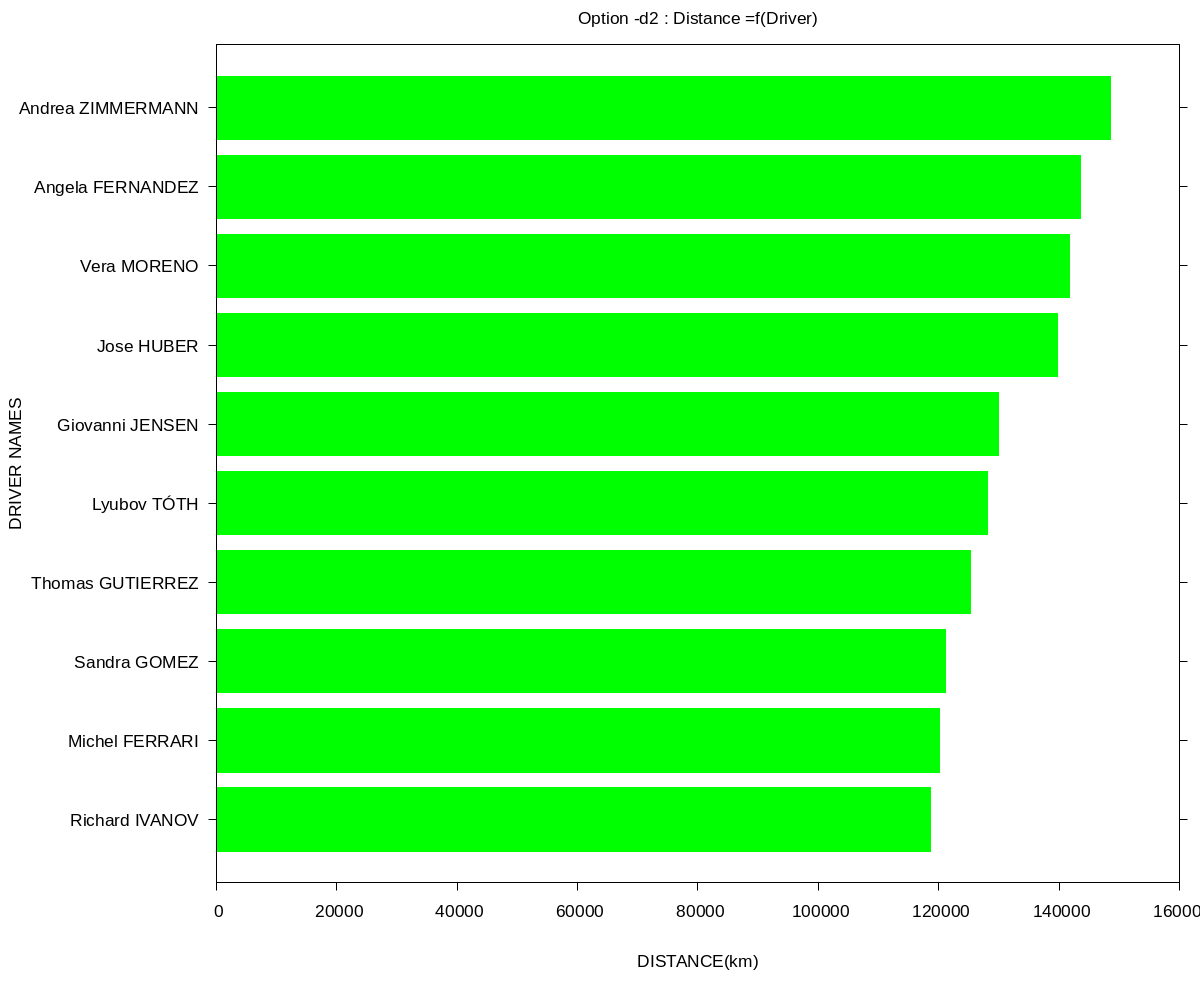 Option -d2 : Distance =f(Driver)
Andrea ZIMMERMANN
Angela FERNANDEZ
Vera MORENO
Jose HUBER
Giovanni JENSEN
Lyubov TÓTH
Thomas GUTIERREZ
Sandra GOMEZ
Michel FERRARI
Richard IVANOV
DRIVER NAMES
0 20000 40000 60000 80000 100000 120000 140000 16000
DISTANCE(km)